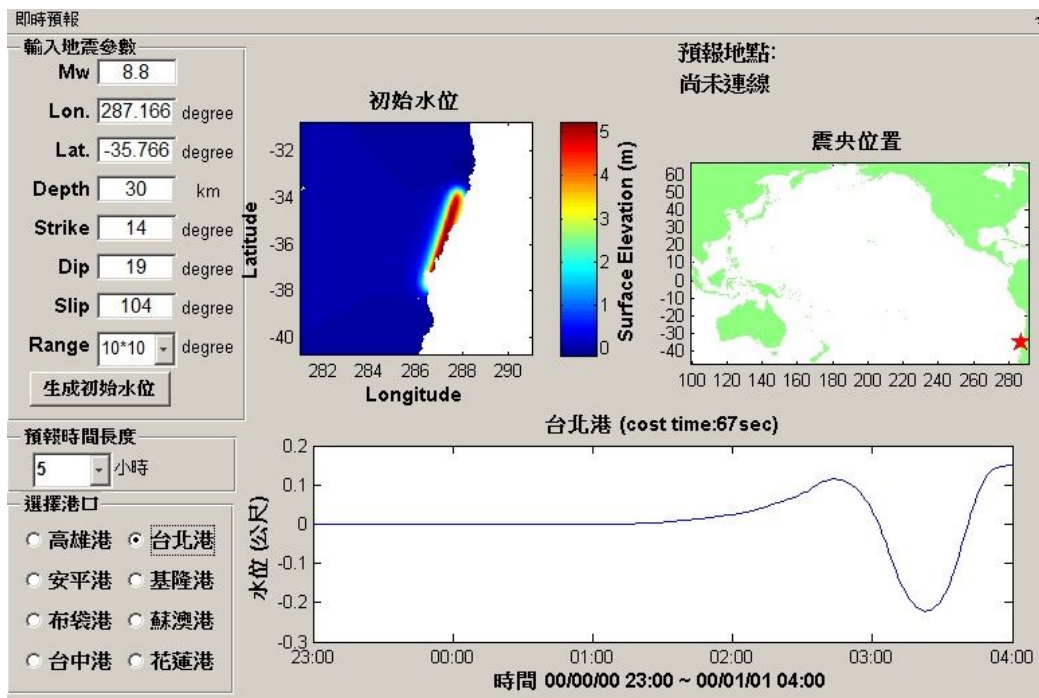 即時預報
輸入地震參數
Mw 8.8
Lon. 287.166 degree
Lat. -35.766 degree
Depth 30 km
Strike 14 degree
Dip 19 degree
Slip 104 degree
Range 10*10 degree
生成初始水位
預報時間長度
5 小時
選擇港口
高雄港 台北港
安平港 基隆港
布袋港 蘇澳港
台中港 花蓮港
初始水位
Latitude
-32
-34
-36
-38
-40
282 284 286 288 290
Longitude
5
4
3
2
1
0
Surface Elevation (m)
預報地點:
尚未連線
震央位置
60
50
40
30
20
10
0
-10
-20
-30
-40
100 120 140 160 180 200 220 240 260 280
台北港 (cost time:67sec)
水位 (公尺)
0.2
0.1
0
-0.1
-0.2
-0.3
23:00 00:00 01:00 02:00 03:00 04:00
時間 00/00/00 23:00 ~ 00/01/01 04:00